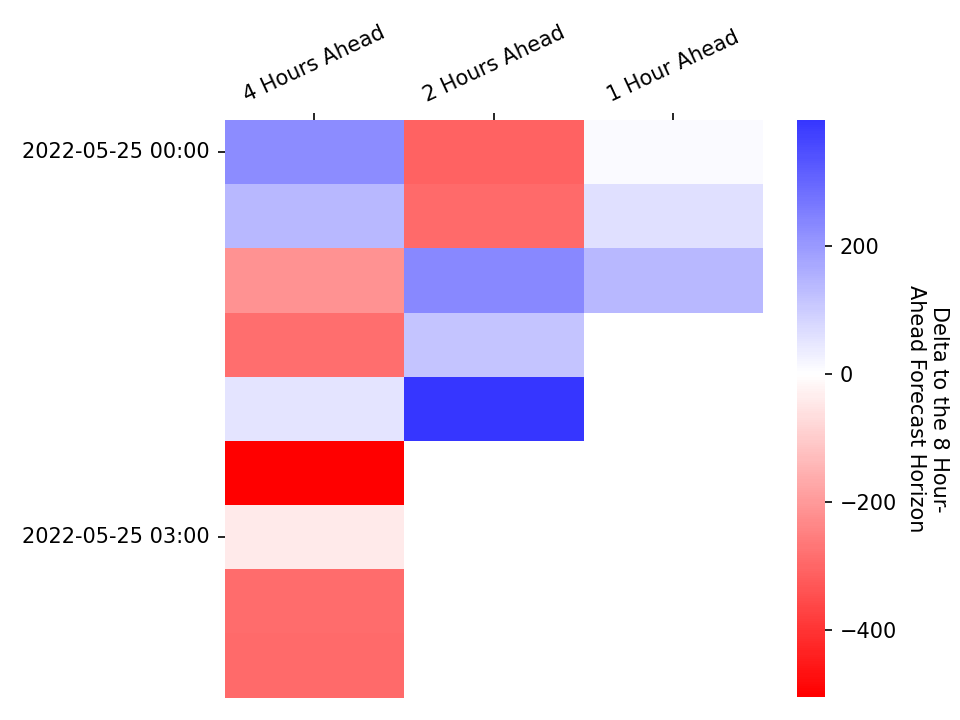 4 Hours Ahead
2 Hours Ahead
1 Hour Ahead
2022-05-25 00:00
2022-05-25 03:00
200
0
−200
−400
Delta to the 8 Hour-
Ahead Forecast Horizon